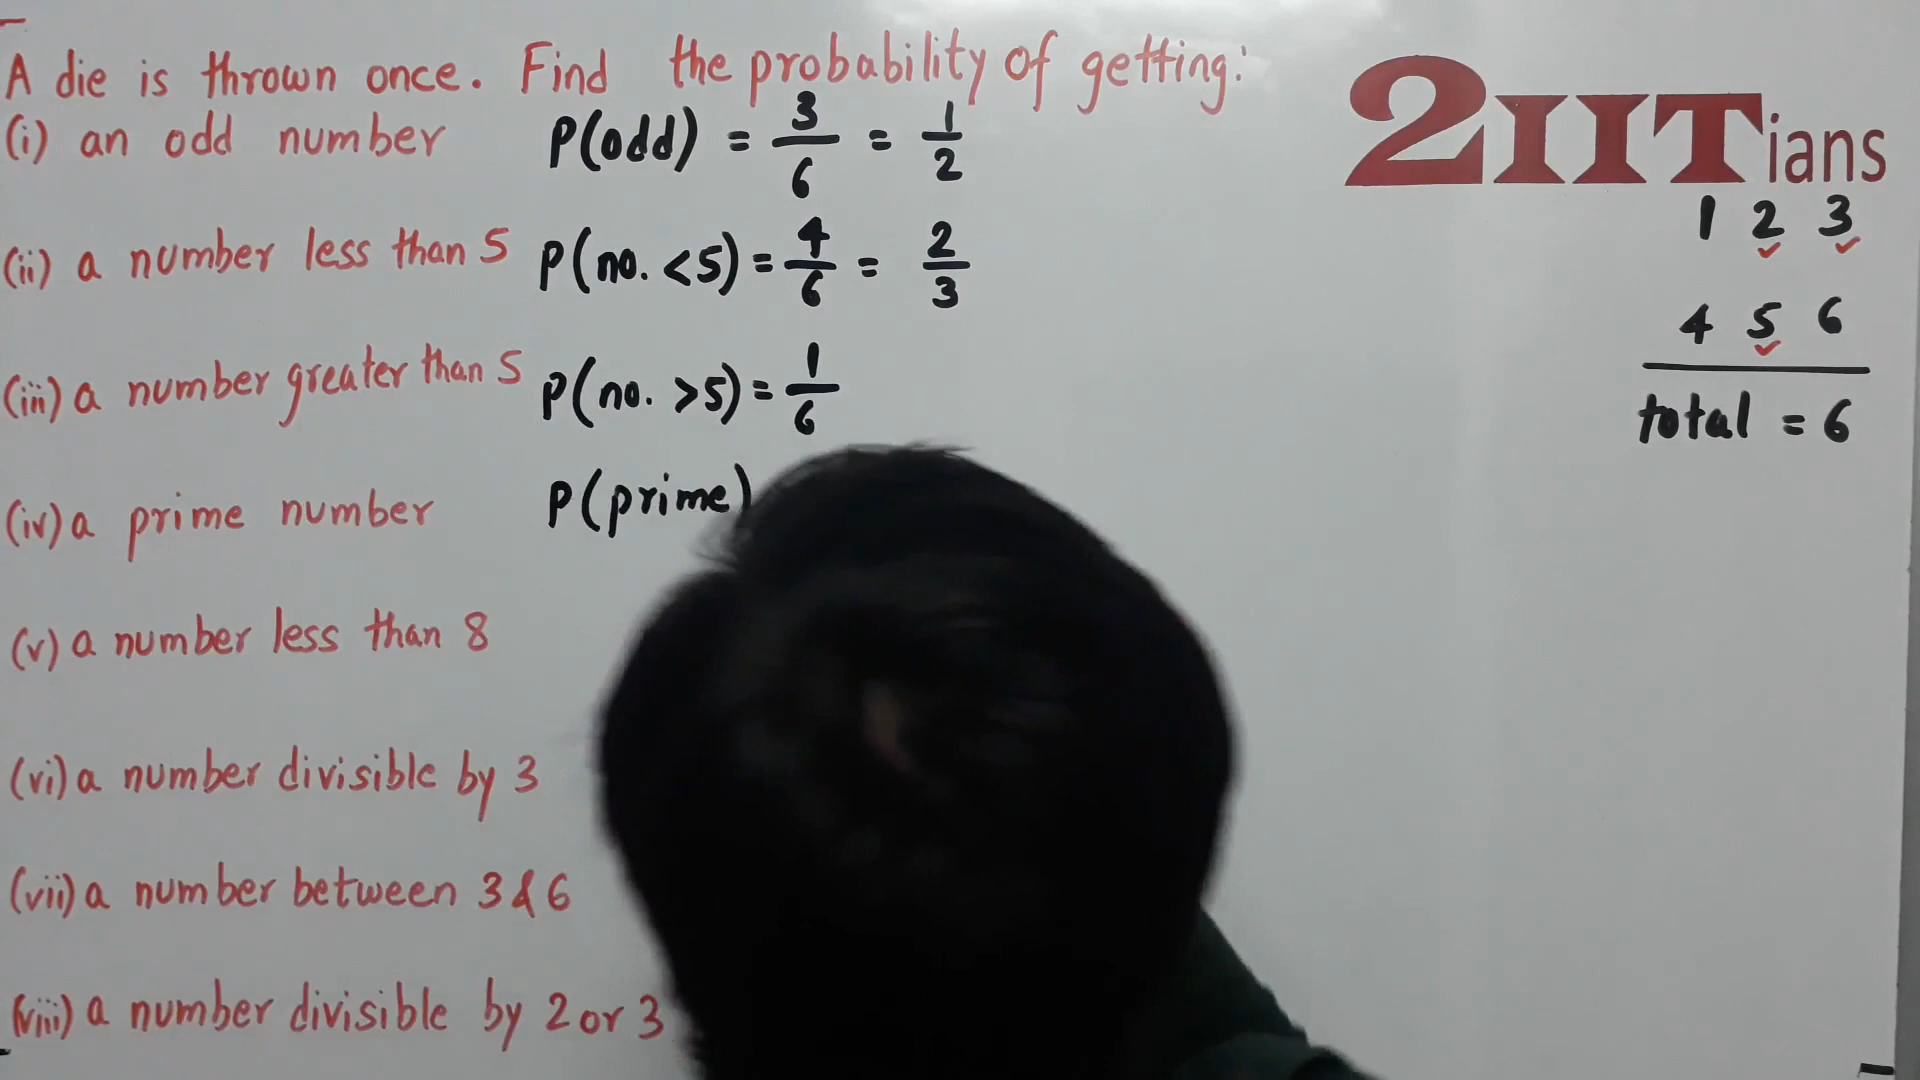 A die is thrown once. Find the probability of getting:
2IITians
(i) an odd number P(odd) = 3/6 = 1/2
(ii) a number less than 5 P(no. <5) = 4/6 = 2/3
(iii) a number greater than 5 P(no. >5) = 1/6
(iv) a prime number P(prime)
(v) a number less than 8
(vi) a number divisible by 3
(vii) a number between 3 & 6
(viii) a number divisible by 2 or 3
1 2 3
4 5 6
total = 6